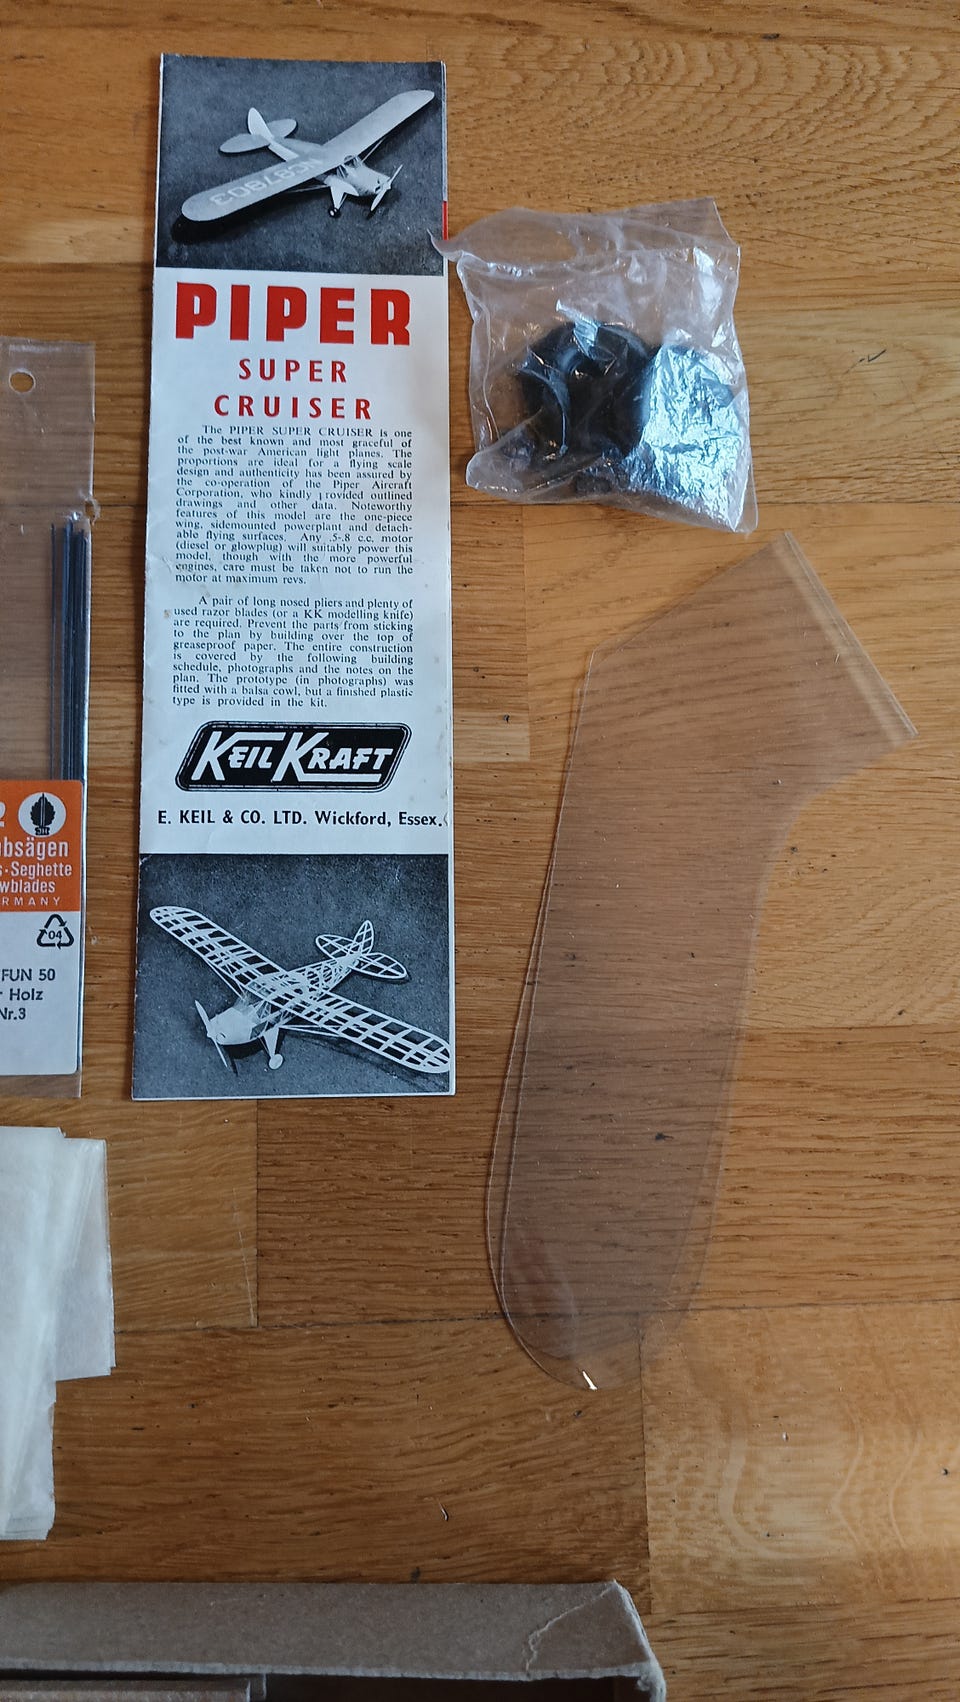 NC87803
PIPER
SUPER
CRUISER
The PIPER SUPER CRUISER is one
of the best known and most graceful of
the post-war American light planes. The
proportions are ideal for a flying scale
design and authenticity has been assured by
the co-operation of the Piper Aircraft
Corporation, who kindly provided outlined
drawings and other data. Noteworthy
features of this model are the one-piece
wing, sidemounted powerplant and detach-
able flying surfaces. Any .5-.8 c.c. motor
(diesel or glowplug) will suitably power this
model, though with the more powerful
engines, care must be taken not to run the
motor at maximum revs.
A pair of long nosed pliers and plenty of
used razor blades (or a KK modelling knife)
are required. Prevent the parts from sticking
to the plan by building over the top of
greaseproof paper. The entire construction
is covered by the following building
schedule, photographs and the notes on the
plan. The prototype (in photographs) was
fitted with a balsa cowl, but a finished plastic
type is provided in the kit.
KEIL KRAFT
E. KEIL & CO. LTD. Wickford, Essex.
2
ubsägen
s·Seghette
wblades
RMANY
04
FUN 50
r Holz
Nr.3